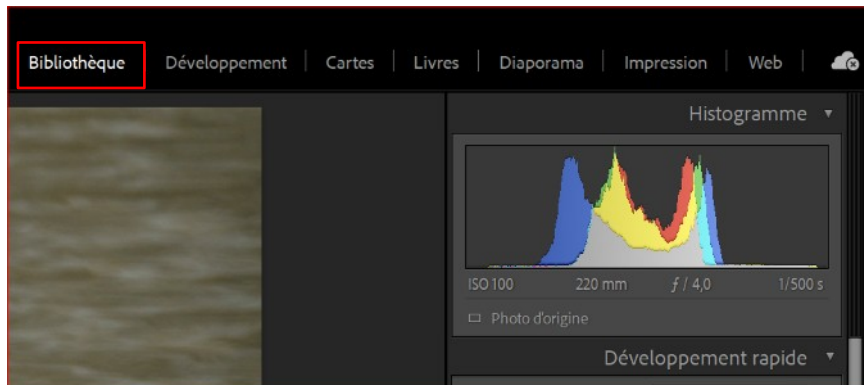 Bibliothèque Développement | Cartes | Livres | Diaporama | Impression | Web |
Histogramme
ISO 100 220 mm ƒ / 4,0 1/500 s
Photo d'origine
Développement rapide